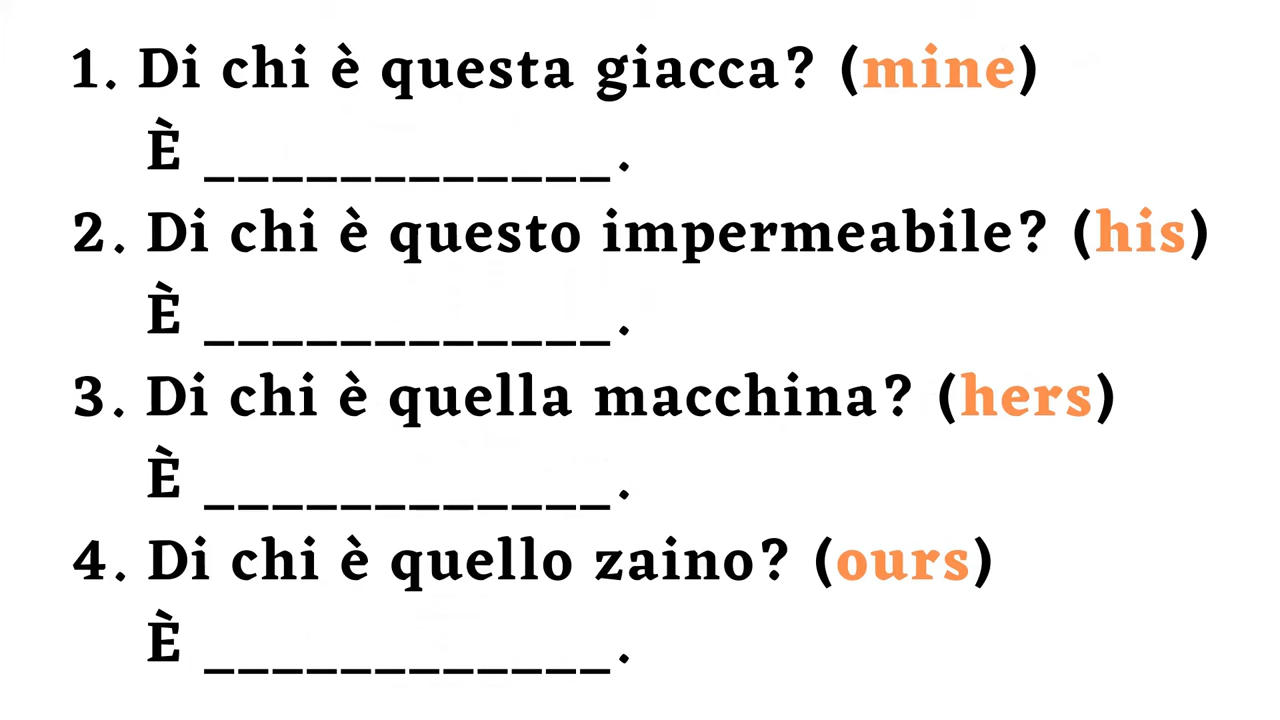 1. Di chi è questa giacca? (mine)
È ____________.
2. Di chi è questo impermeabile? (his)
È ____________.
3. Di chi è quella macchina? (hers)
È ____________.
4. Di chi è quello zaino? (ours)
È ____________.